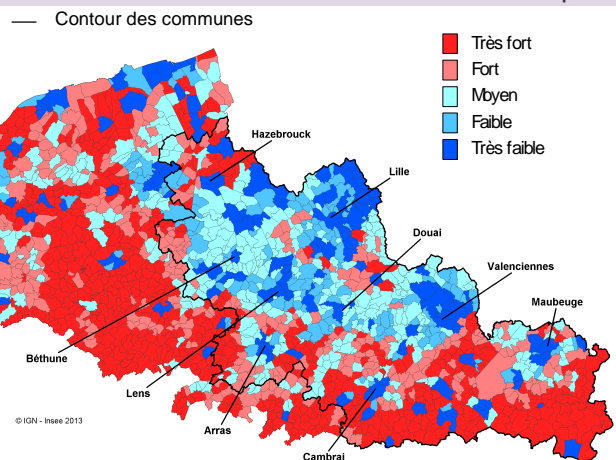 Contour des communes
Très fort
Fort
Moyen
Faible
Très faible
Hazebrouck
Lille
Douai
Valenciennes
Maubeuge
Béthune
Lens
Arras
Cambrai
© IGN - Insee 2013